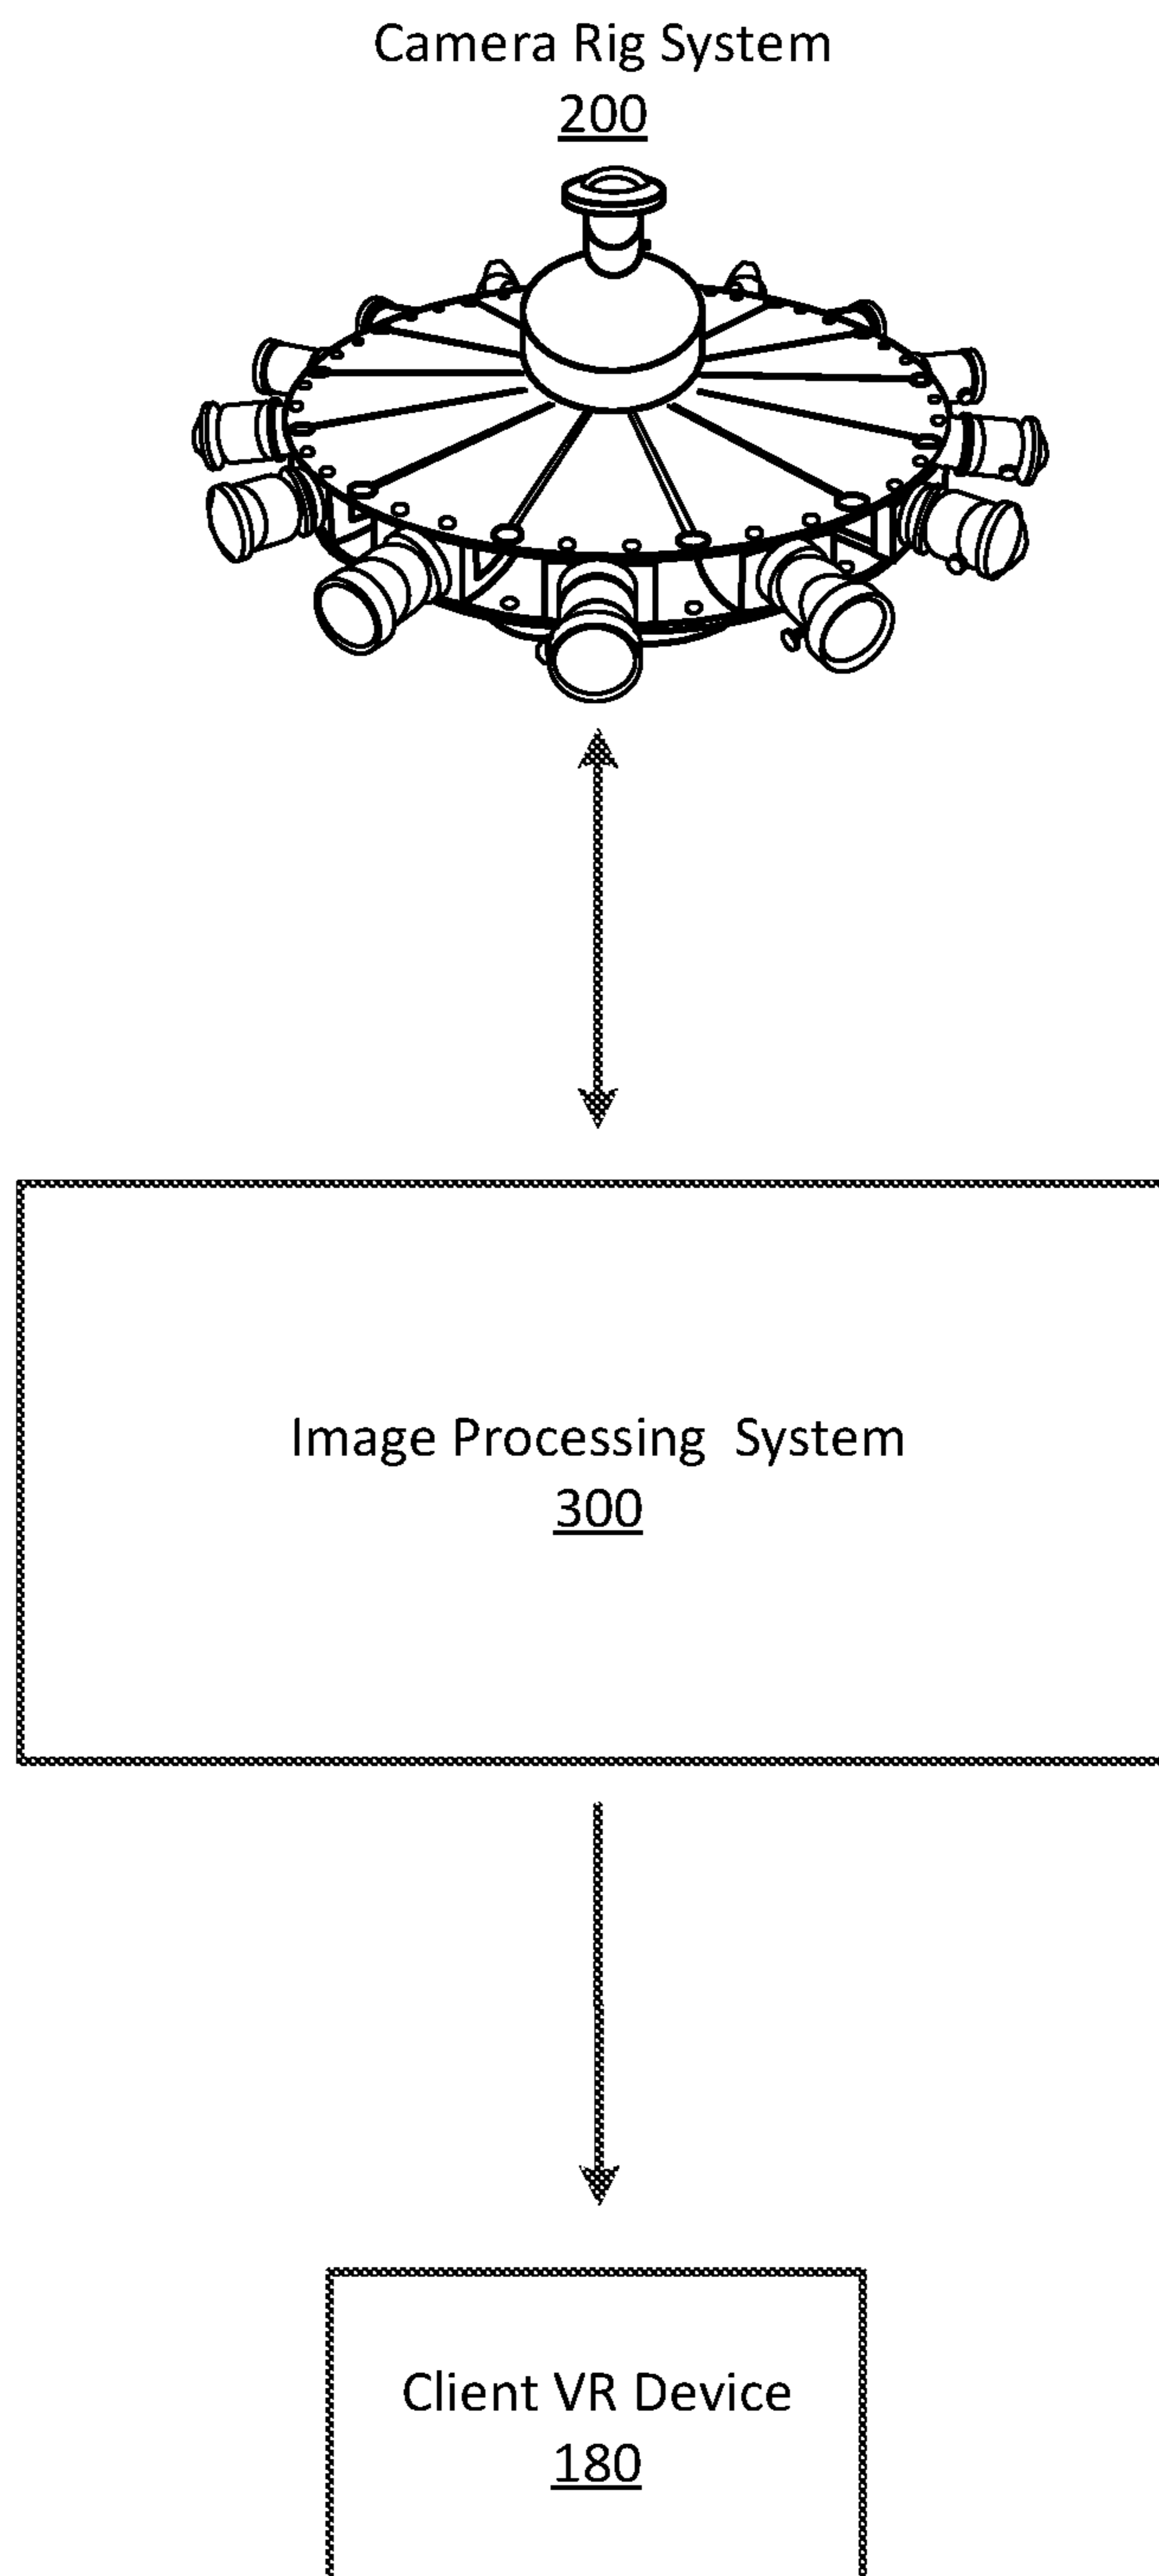 Camera Rig System
200
Image Processing System
300
Client VR Device
180